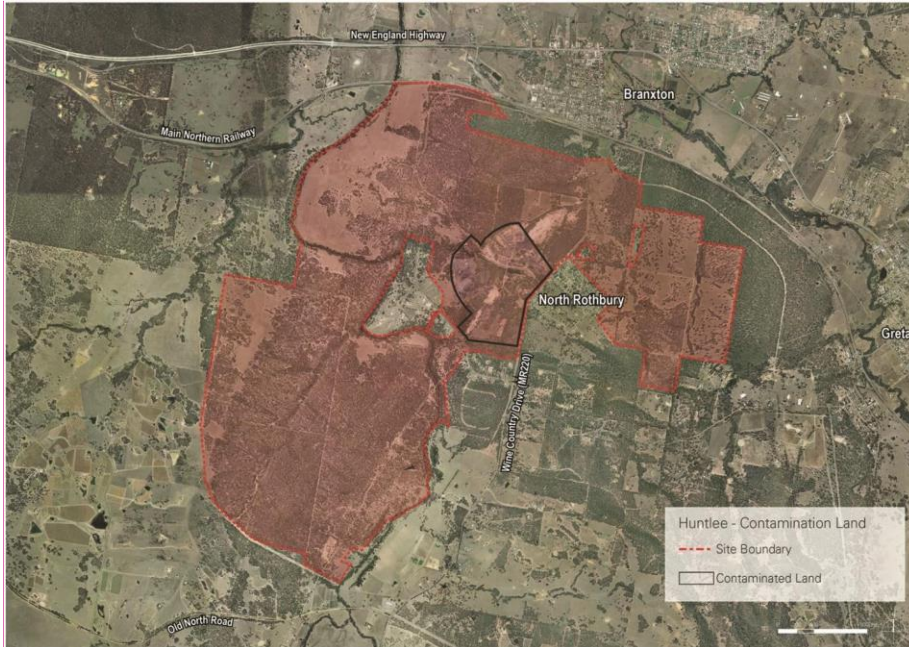 New England Highway
Branxton
Main Northern Railway
North Rothbury
Greta
Wine Country Drive (MR220)
Huntlee - Contamination Land
Site Boundary
Contaminated Land
Old North Road